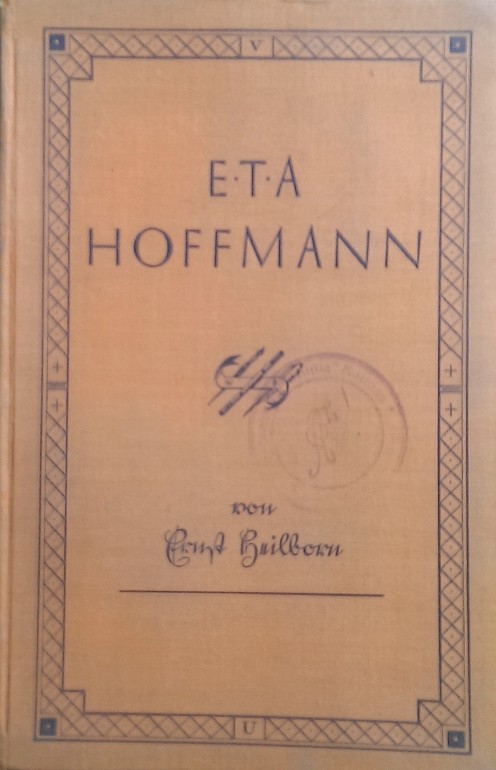 V
E·T·A
HOFFMANN
von
Ernst Heilborn
U